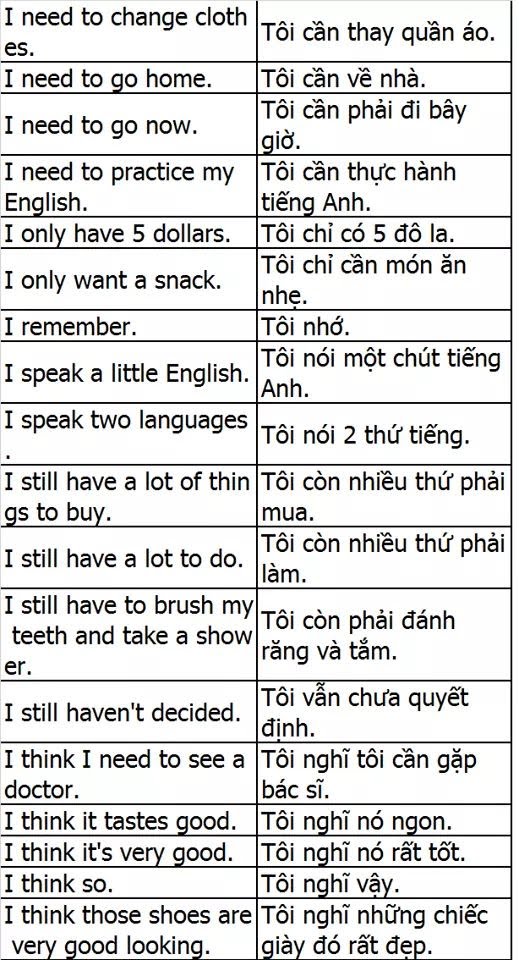 I need to change cloth
es.
Tôi cần thay quần áo.
I need to go home.
Tôi cần về nhà.
I need to go now.
Tôi cần phải đi bây
giờ.
I need to practice my
English.
Tôi cần thực hành
tiếng Anh.
I only have 5 dollars.
Tôi chỉ có 5 đô la.
I only want a snack.
Tôi chỉ cần món ăn
nhẹ.
I remember.
Tôi nhớ.
I speak a little English.
Tôi nói một chút tiếng
Anh.
I speak two languages
.
Tôi nói 2 thứ tiếng.
I still have a lot of thin
gs to buy.
Tôi còn nhiều thứ phải
mua.
I still have a lot to do.
Tôi còn nhiều thứ phải
làm.
I still have to brush my
teeth and take a show
er.
Tôi còn phải đánh
răng và tắm.
I still haven't decided.
Tôi vẫn chưa quyết
định.
I think I need to see a
doctor.
Tôi nghĩ tôi cần gặp
bác sĩ.
I think it tastes good.
Tôi nghĩ nó ngon.
I think it's very good.
Tôi nghĩ nó rất tốt.
I think so.
Tôi nghĩ vậy.
I think those shoes are
very good looking.
Tôi nghĩ những chiếc
giày đó rất đẹp.